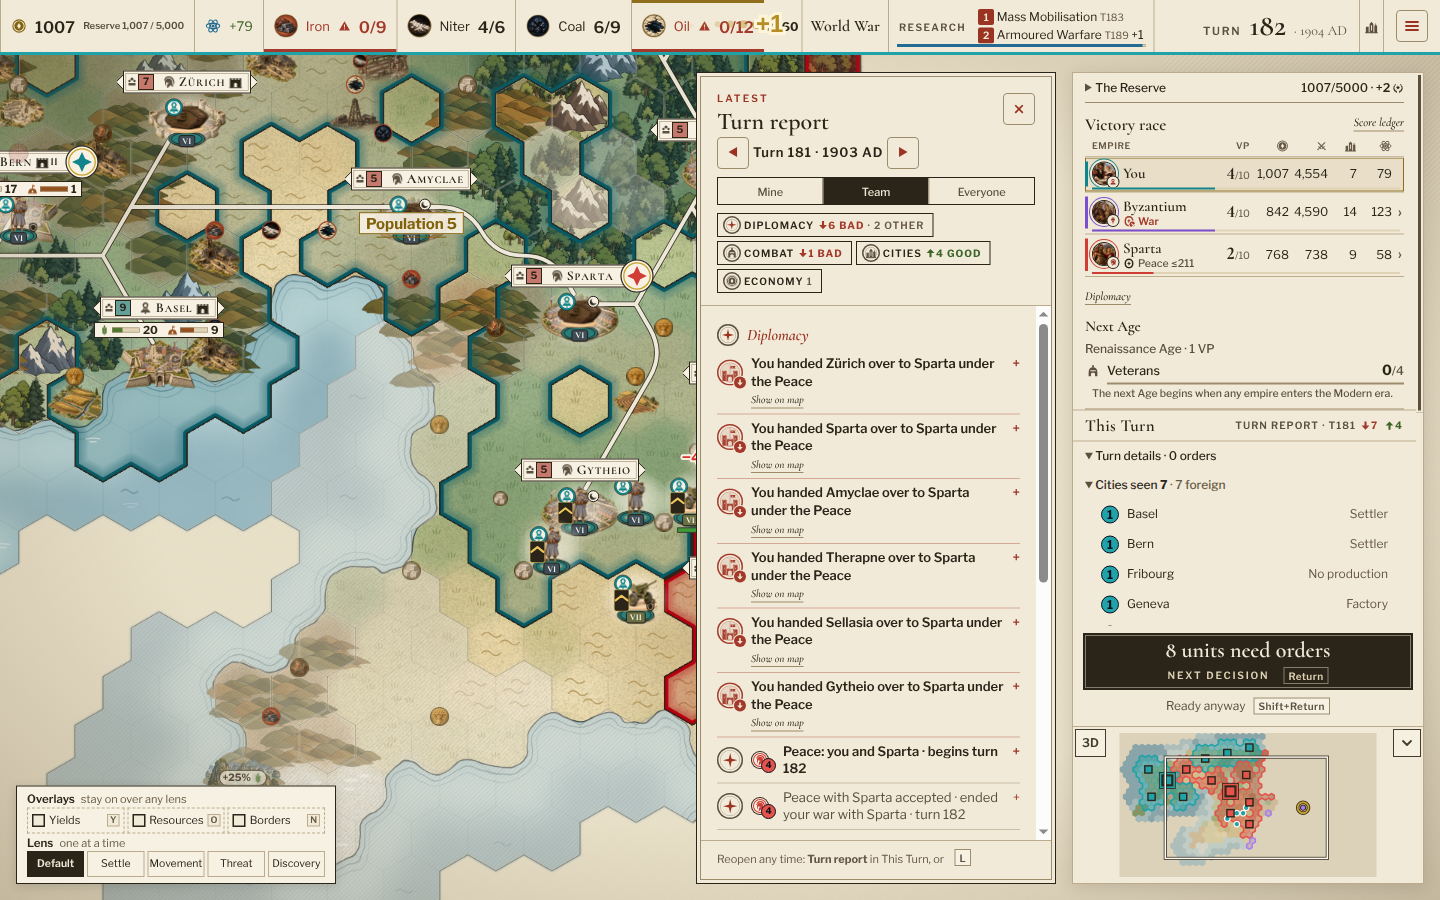 1007 Reserve 1,007 / 5,000
+79
Iron 0/9
Niter 4/6
Coal 6/9
Oil 0/12
+1
World War
RESEARCH
1 Mass Mobilisation T183
2 Armoured Warfare T189 +1
TURN 182 · 1904 AD
7 ZÜRICH
VI
BERN II
17 1
VI
5 AMYCLAE
Population 5
VI
5
5 SPARTA
VI
9 BASEL
20 9
5 GYTHEIO
VI
VI
VI
VI
VII
+25%
Overlays stay on over any lens
Yields Y
Resources O
Borders N
Lens one at a time
Default
Settle
Movement
Threat
Discovery
LATEST
Turn report
Turn 181 · 1903 AD
Mine
Team
Everyone
DIPLOMACY 6 BAD · 2 OTHER
COMBAT 1 BAD
CITIES 4 GOOD
ECONOMY 1
Diplomacy
You handed Zürich over to Sparta under
the Peace
+
Show on map
You handed Sparta over to Sparta under
the Peace
+
Show on map
You handed Amyclae over to Sparta
under the Peace
+
Show on map
You handed Therapne over to Sparta
under the Peace
+
Show on map
You handed Sellasia over to Sparta
under the Peace
+
Show on map
You handed Gytheio over to Sparta under
the Peace
+
Show on map
4 Peace: you and Sparta · begins turn
182
+
4 Peace with Sparta accepted · ended
your war with Sparta · turn 182
+
Reopen any time: Turn report in This Turn, or L
The Reserve 1007/5000 · +2
Victory race Score ledger
EMPIRE VP
You 4/10 1,007 4,554 7 79
Byzantium 4/10 842 4,590 14 123 ›
War
Sparta 2/10 768 738 9 58 ›
Peace ≤211
Diplomacy
Next Age
Renaissance Age · 1 VP
Veterans 0/4
The next Age begins when any empire enters the Modern era.
This Turn TURN REPORT · T181 7 4
Turn details · 0 orders
Cities seen 7 · 7 foreign
1 Basel Settler
1 Bern Settler
1 Fribourg No production
1 Geneva Factory
8 units need orders
NEXT DECISION Return
Ready anyway Shift+Return
3D